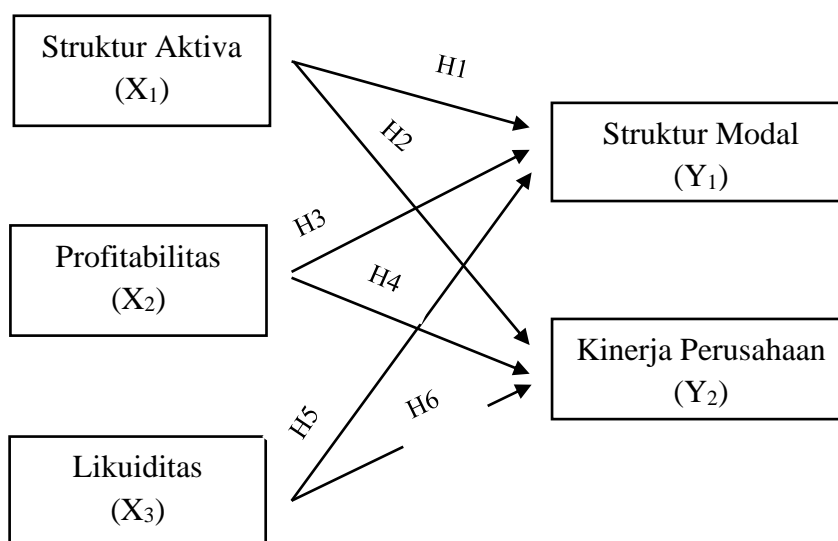 Struktur Aktiva
(X₁)
H1
H2
Struktur Modal
(Y₁)
Profitabilitas
(X₂)
H3
H4
Kinerja Perusahaan
(Y₂)
Likuiditas
(X₃)
H5
H6